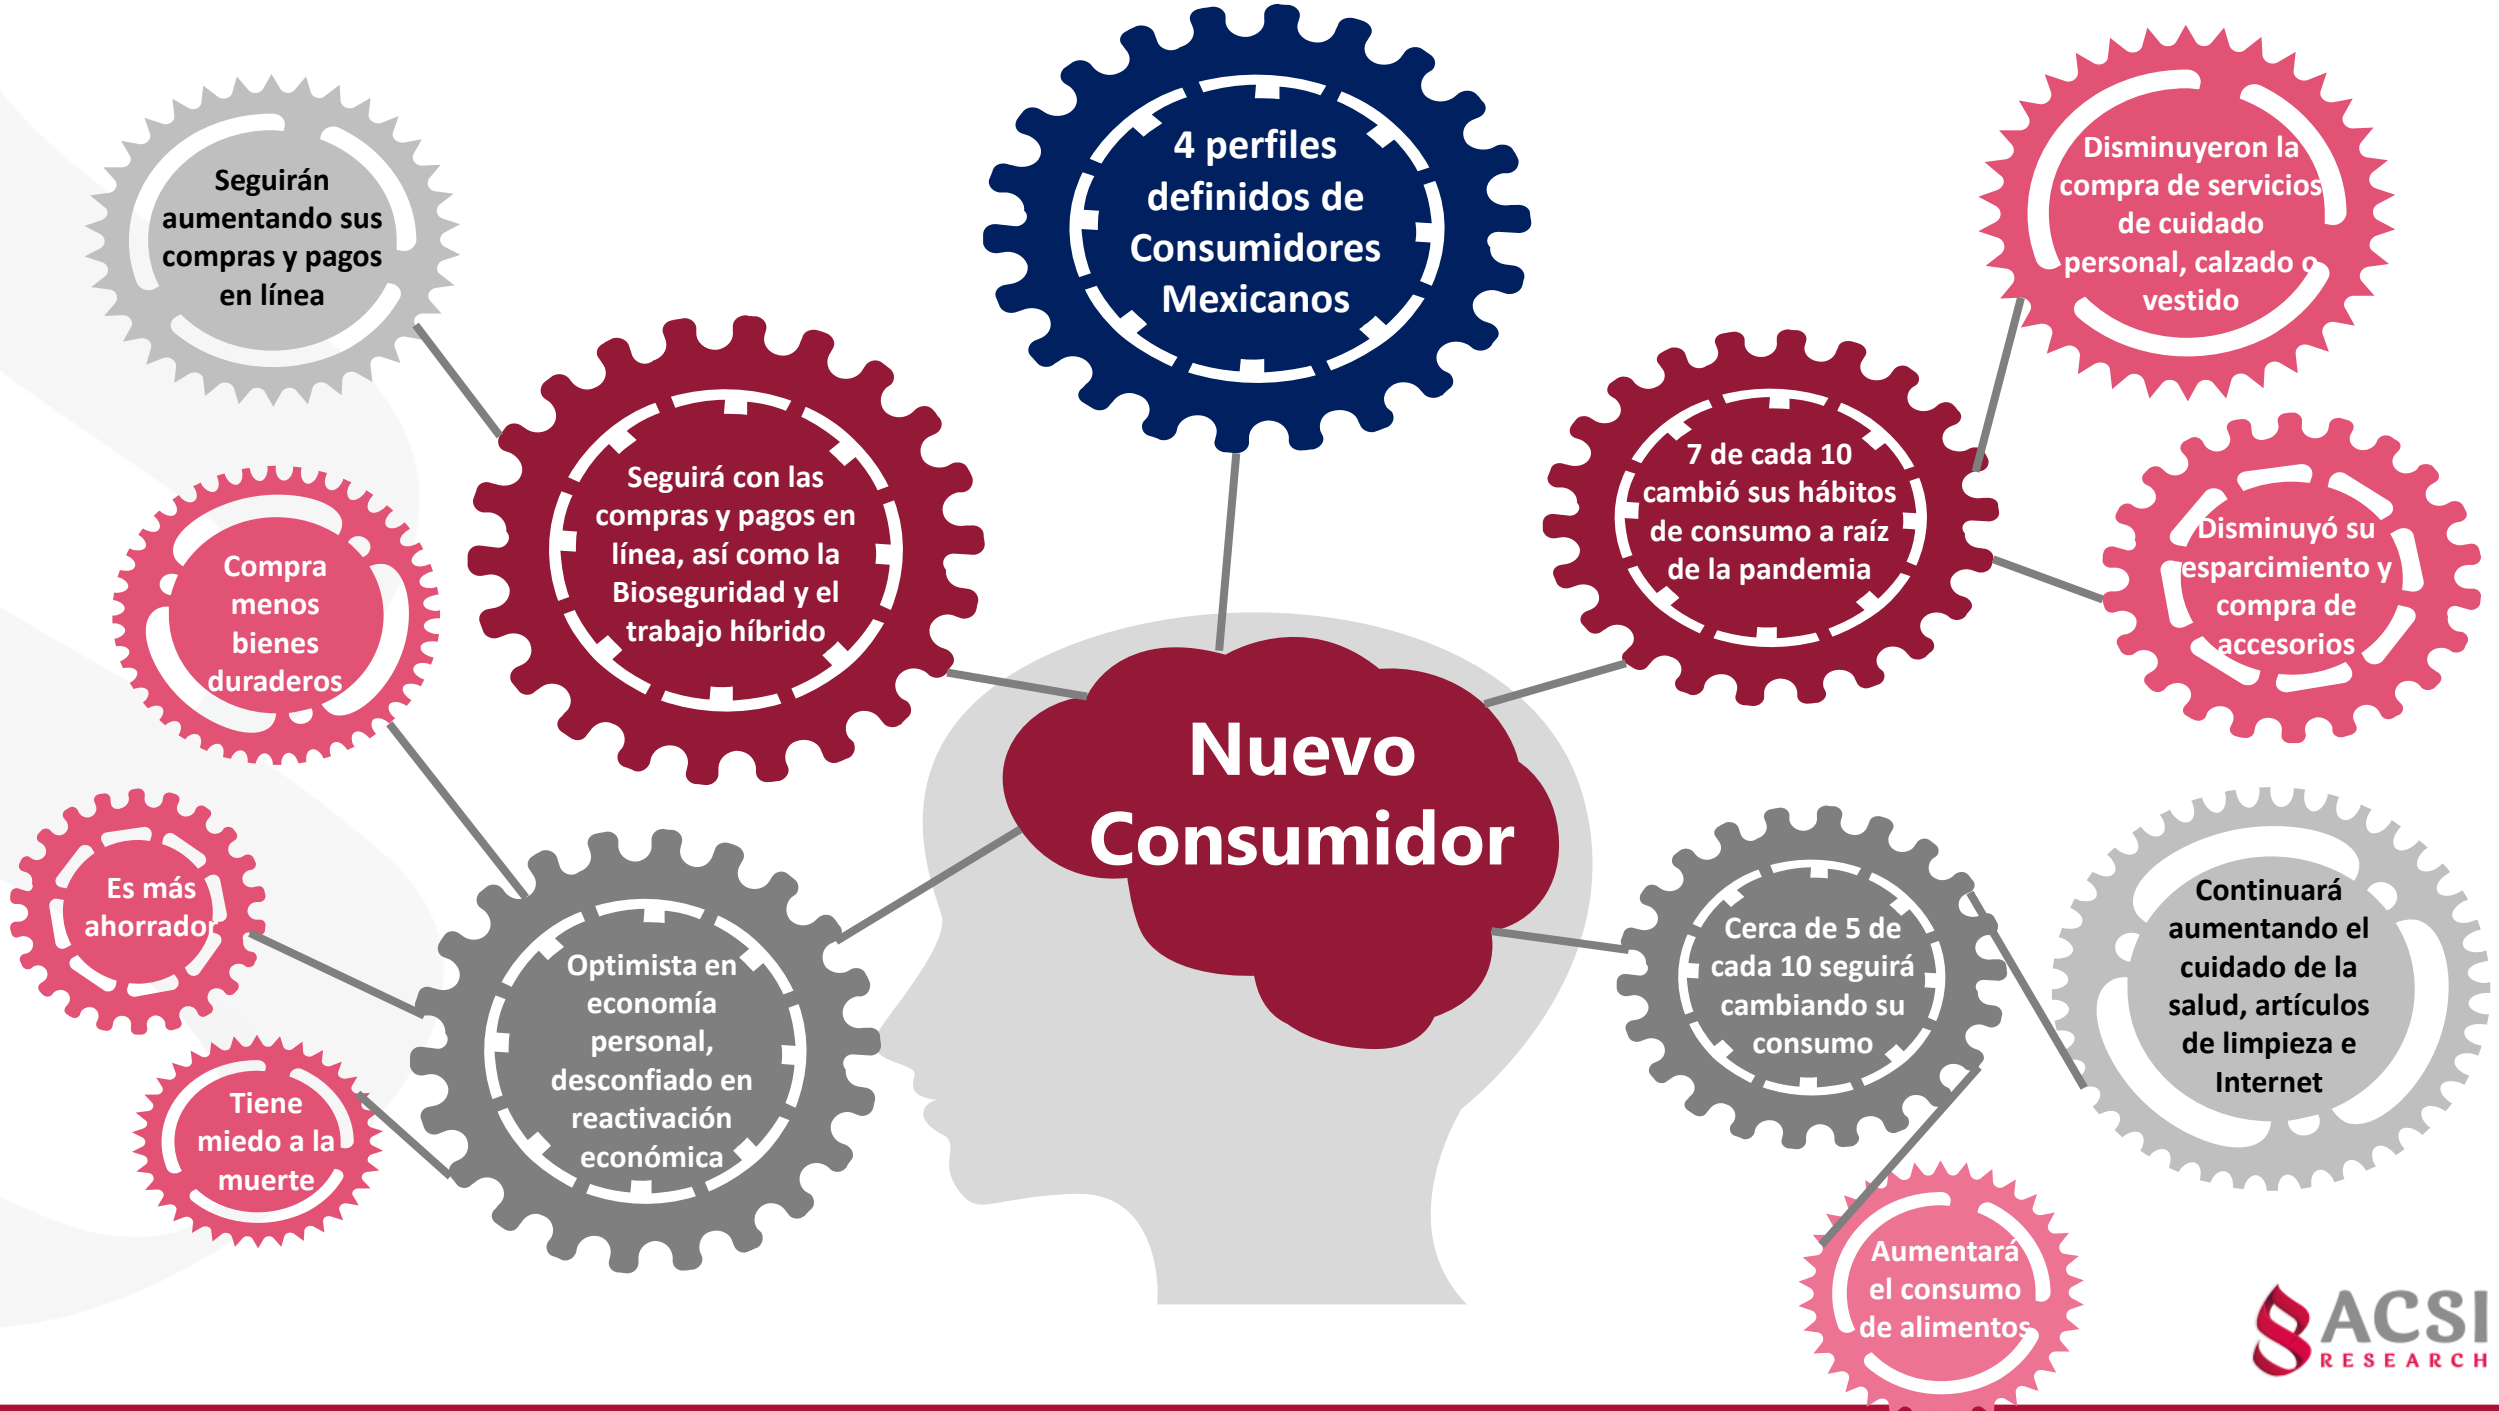 4 perfiles
definidos de
Consumidores
Mexicanos
Seguirán
aumentando sus
compras y pagos
en línea
Disminuyeron la
compra de servicios
de cuidado
personal, calzado o
vestido
Seguirá con las
compras y pagos en
línea, así como la
Bioseguridad y el
trabajo híbrido
7 de cada 10
cambió sus hábitos
de consumo a raíz
de la pandemia
Disminuyó su
esparcimiento y
compra de
accesorios
Compra
menos
bienes
duraderos
Nuevo
Consumidor
Es más
ahorrador
Optimista en
economía
personal,
desconfiado en
reactivación
económica
Cerca de 5 de
cada 10 seguirá
cambiando su
consumo
Continuará
aumentando el
cuidado de la
salud, artículos
de limpieza e
Internet
Tiene
miedo a la
muerte
Aumentará
el consumo
de alimentos
ACSI
RESEARCH